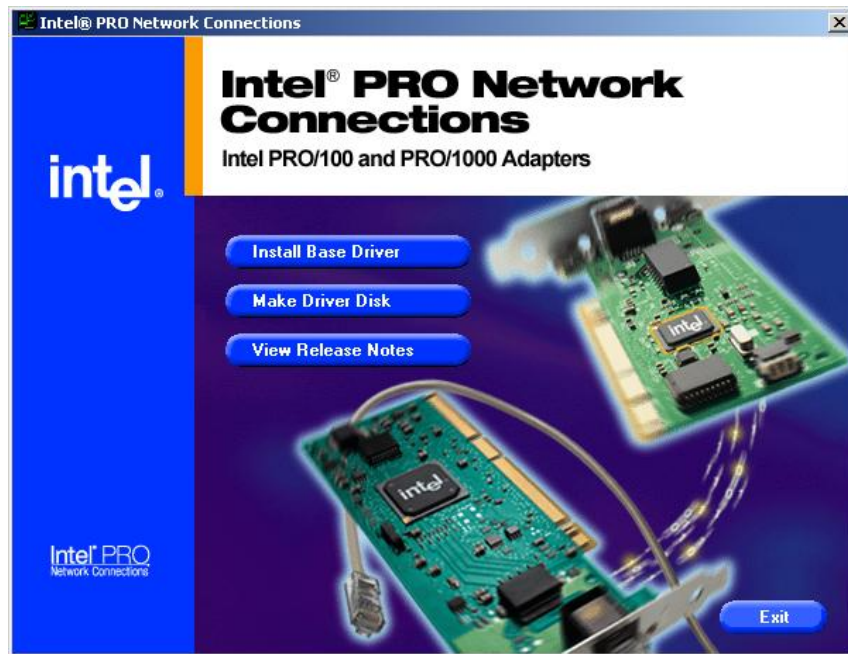 Intel® PRO Network Connections
Intel® PRO Network
Connections
Intel PRO/100 and PRO/1000 Adapters
intel®
Install Base Driver
Make Driver Disk
View Release Notes
intel
intel
Intel® PRO
Network Connections
Exit